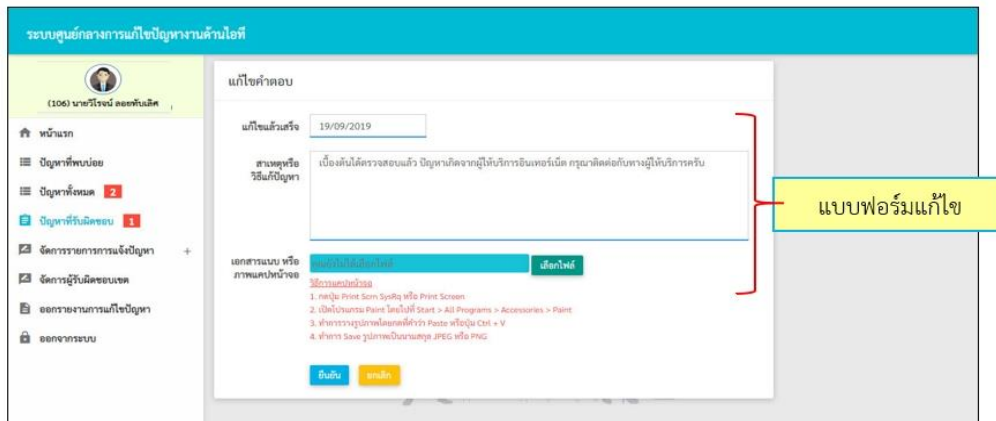 ระบบศูนย์กลางการแก้ไขปัญหางานด้านไอที
(106) นายวิโรจน์ ลอยทับเลิศ
หน้าแรก
ปัญหาที่พบบ่อย
ปัญหาทั้งหมด 2
ปัญหาที่รับผิดชอบ 1
จัดการรายการการแจ้งปัญหา +
จัดการผู้รับผิดชอบเขต
ออกรายงานการแก้ไขปัญหา
ออกจากระบบ
แก้ไขคำตอบ
แก้ไขแล้วเสร็จ 19/09/2019
สาเหตุหรือ
วิธีแก้ปัญหา
เบื้องต้นได้ตรวจสอบแล้ว ปัญหาเกิดจากผู้ให้บริการอินเทอร์เน็ต กรุณาติดต่อกับทางผู้ให้บริการครับ
เอกสารแนบ หรือ
ภาพแคปหน้าจอ
เลือกไฟล์
วิธีการแคปหน้าจอ
1. กดปุ่ม Print Scrn SysRq หรือ Print Screen
2. เปิดโปรแกรม Paint โดยไปที่ Start > All Programs > Accessories > Paint
3. ทำการวางรูปภาพโดยกดที่คำว่า Paste หรือปุ่ม Ctrl + V
4. ทำการ Save รูปภาพเป็นนามสกุล JPEG หรือ PNG
ยืนยัน ยกเลิก
แบบฟอร์มแก้ไข